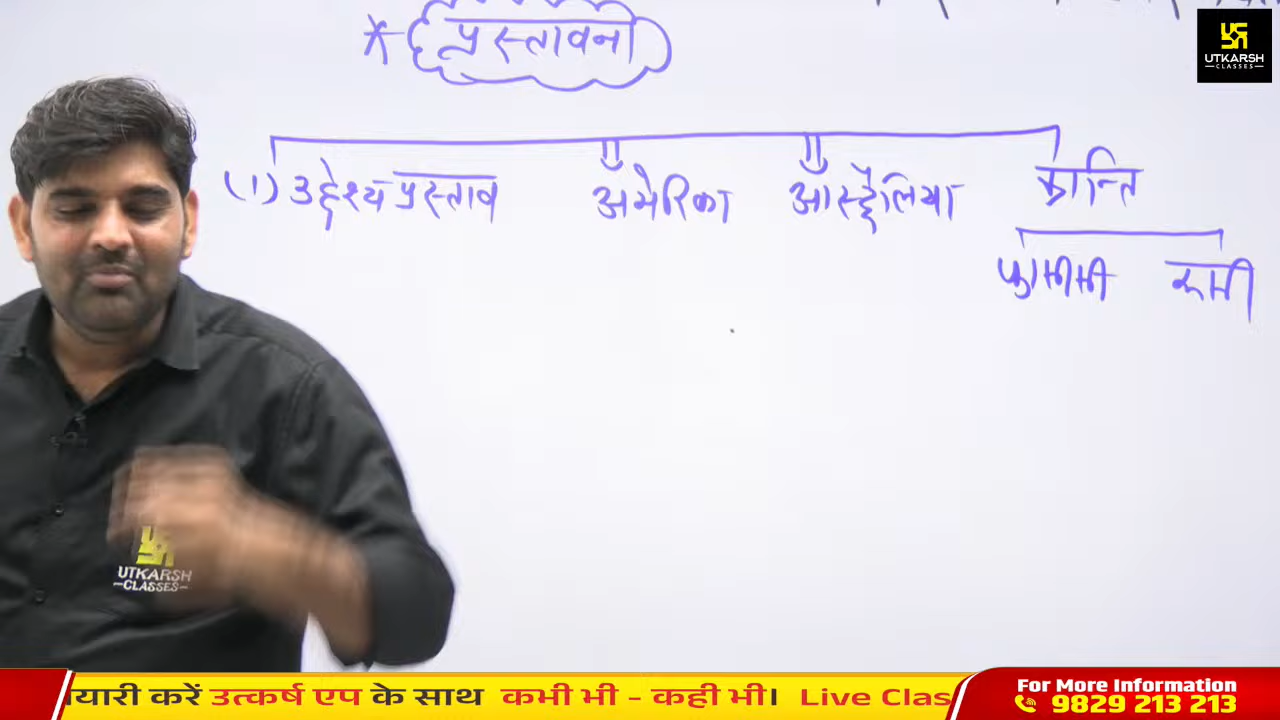 * प्रस्तावना
UTKARSH
CLASSES
(1) उद्देश्य प्रस्ताव अमेरिका आस्ट्रेलिया क्रान्ति
फ्रांसीसी रूसी
UTKARSH
CLASSES
यारी करें उत्कर्ष एप के साथ कभी भी - कही भी। Live Clas
For More Information
9829 213 213